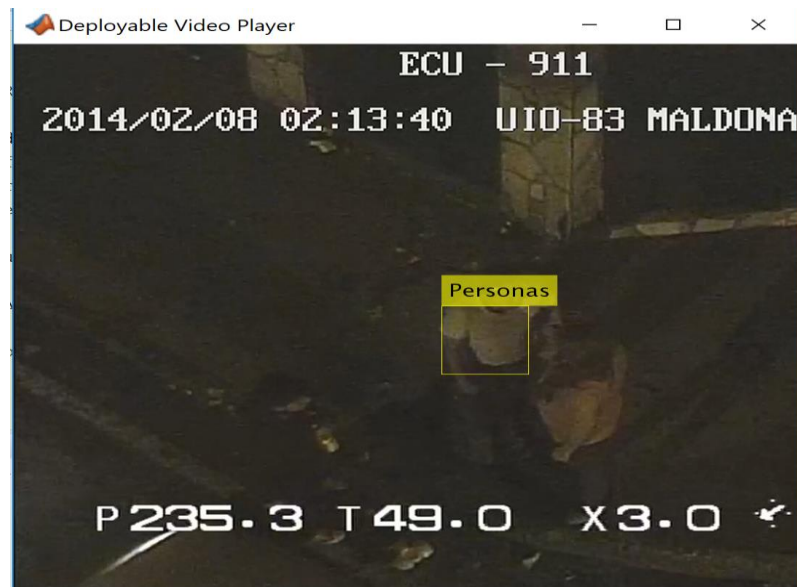 Deployable Video Player
ECU - 911
2014/02/08 02:13:40 UIO-83 MALDONA
Personas
P235.3 T49.0 X3.0